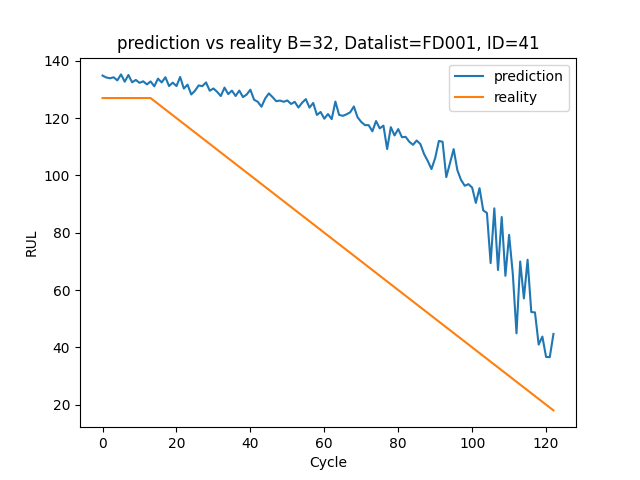 prediction vs reality B=32, Datalist=FD001, ID=41
prediction
reality
RUL
140
120
100
80
60
40
20
0 20 40 60 80 100 120
Cycle